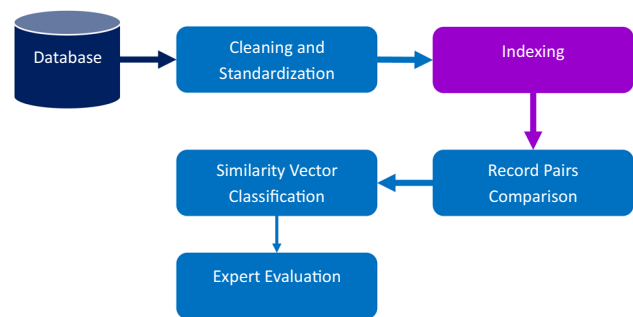 Database
Cleaning and
Standardization
Indexing
Record Pairs
Comparison
Similarity Vector
Classification
Expert Evaluation